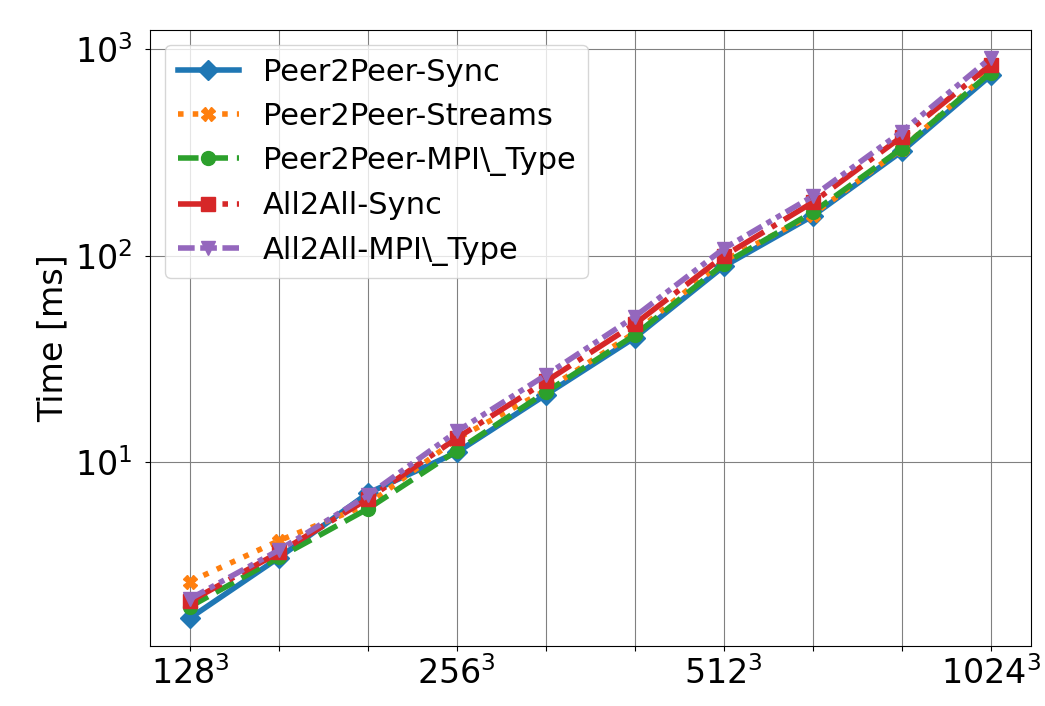 10³
Peer2Peer-Sync
Peer2Peer-Streams
Peer2Peer-MPI\_Type
All2All-Sync
All2All-MPI\_Type
10²
10¹
Time [ms]
128³ 256³ 512³ 1024³